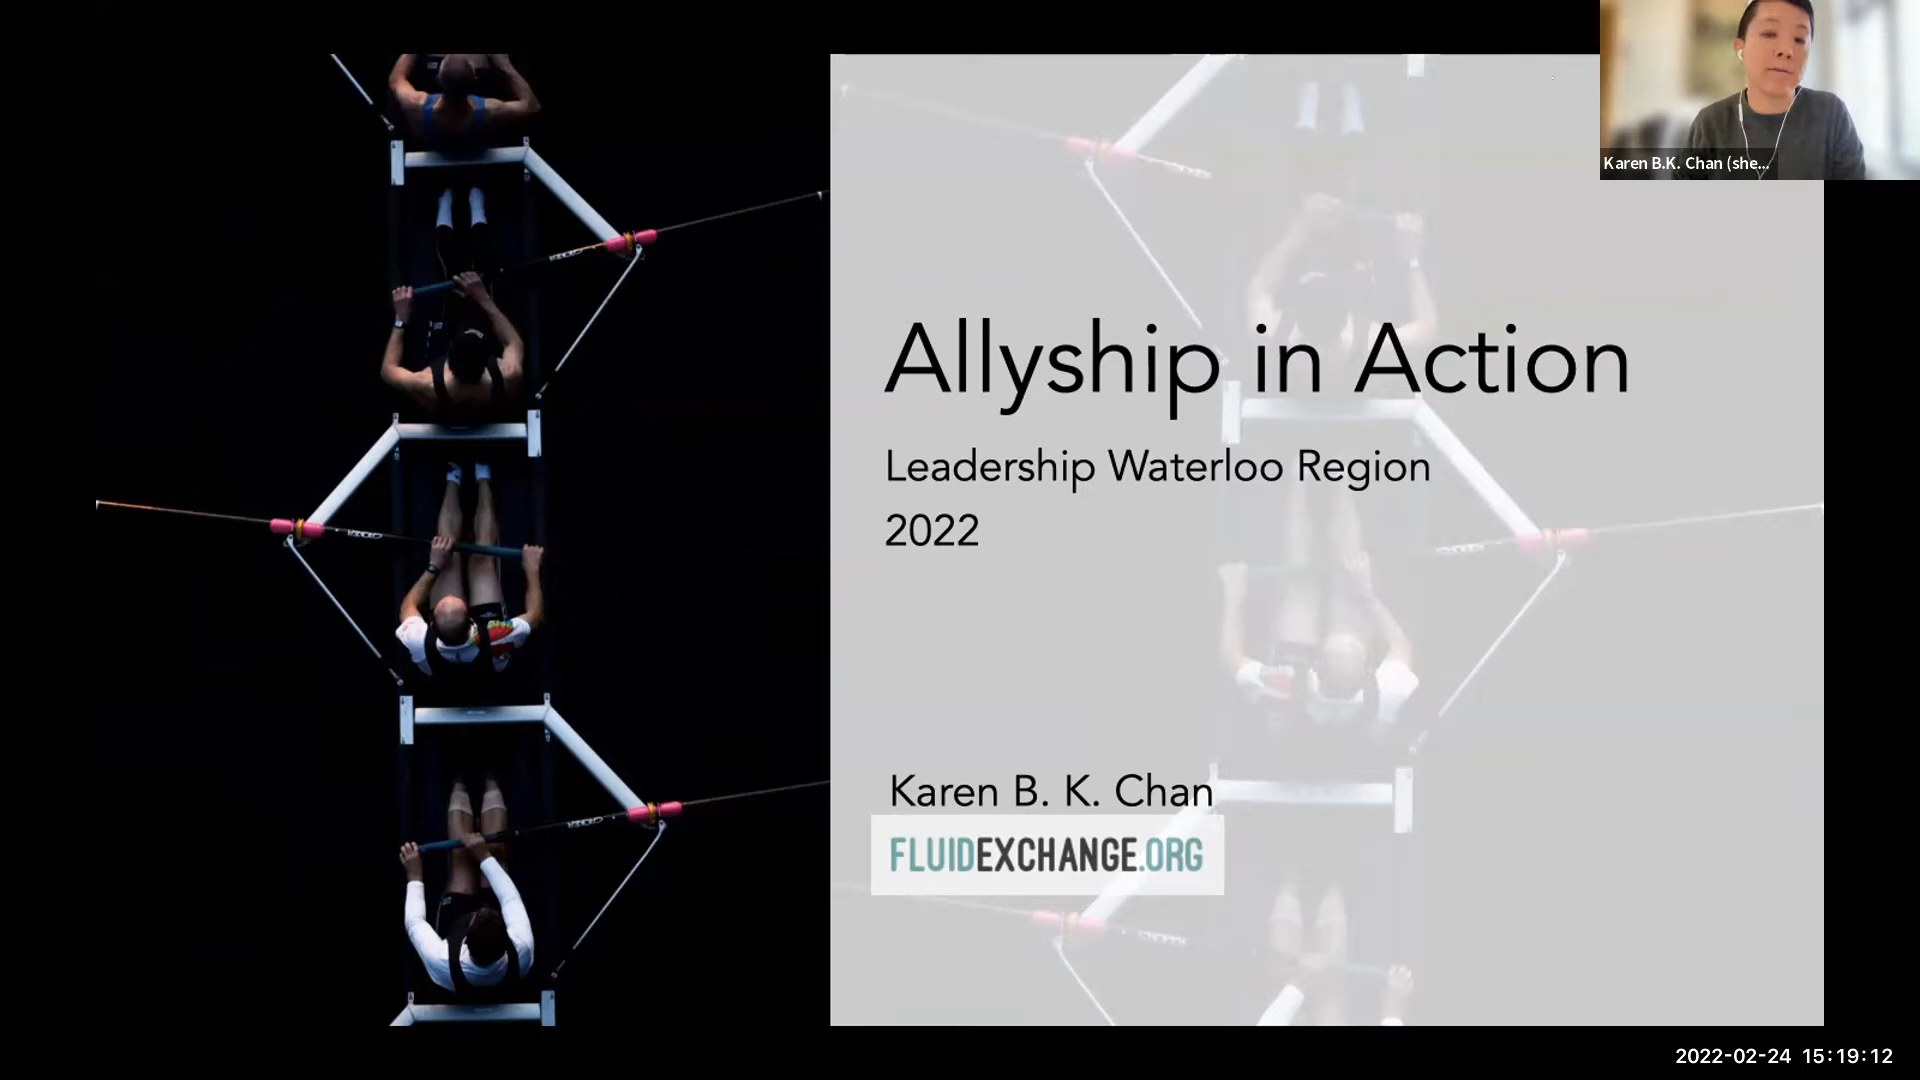 Karen B.K. Chan (she...
Allyship in Action
Leadership Waterloo Region
2022
Karen B. K. Chan
FLUIDEXCHANGE.ORG
2022-02-24 15:19:12